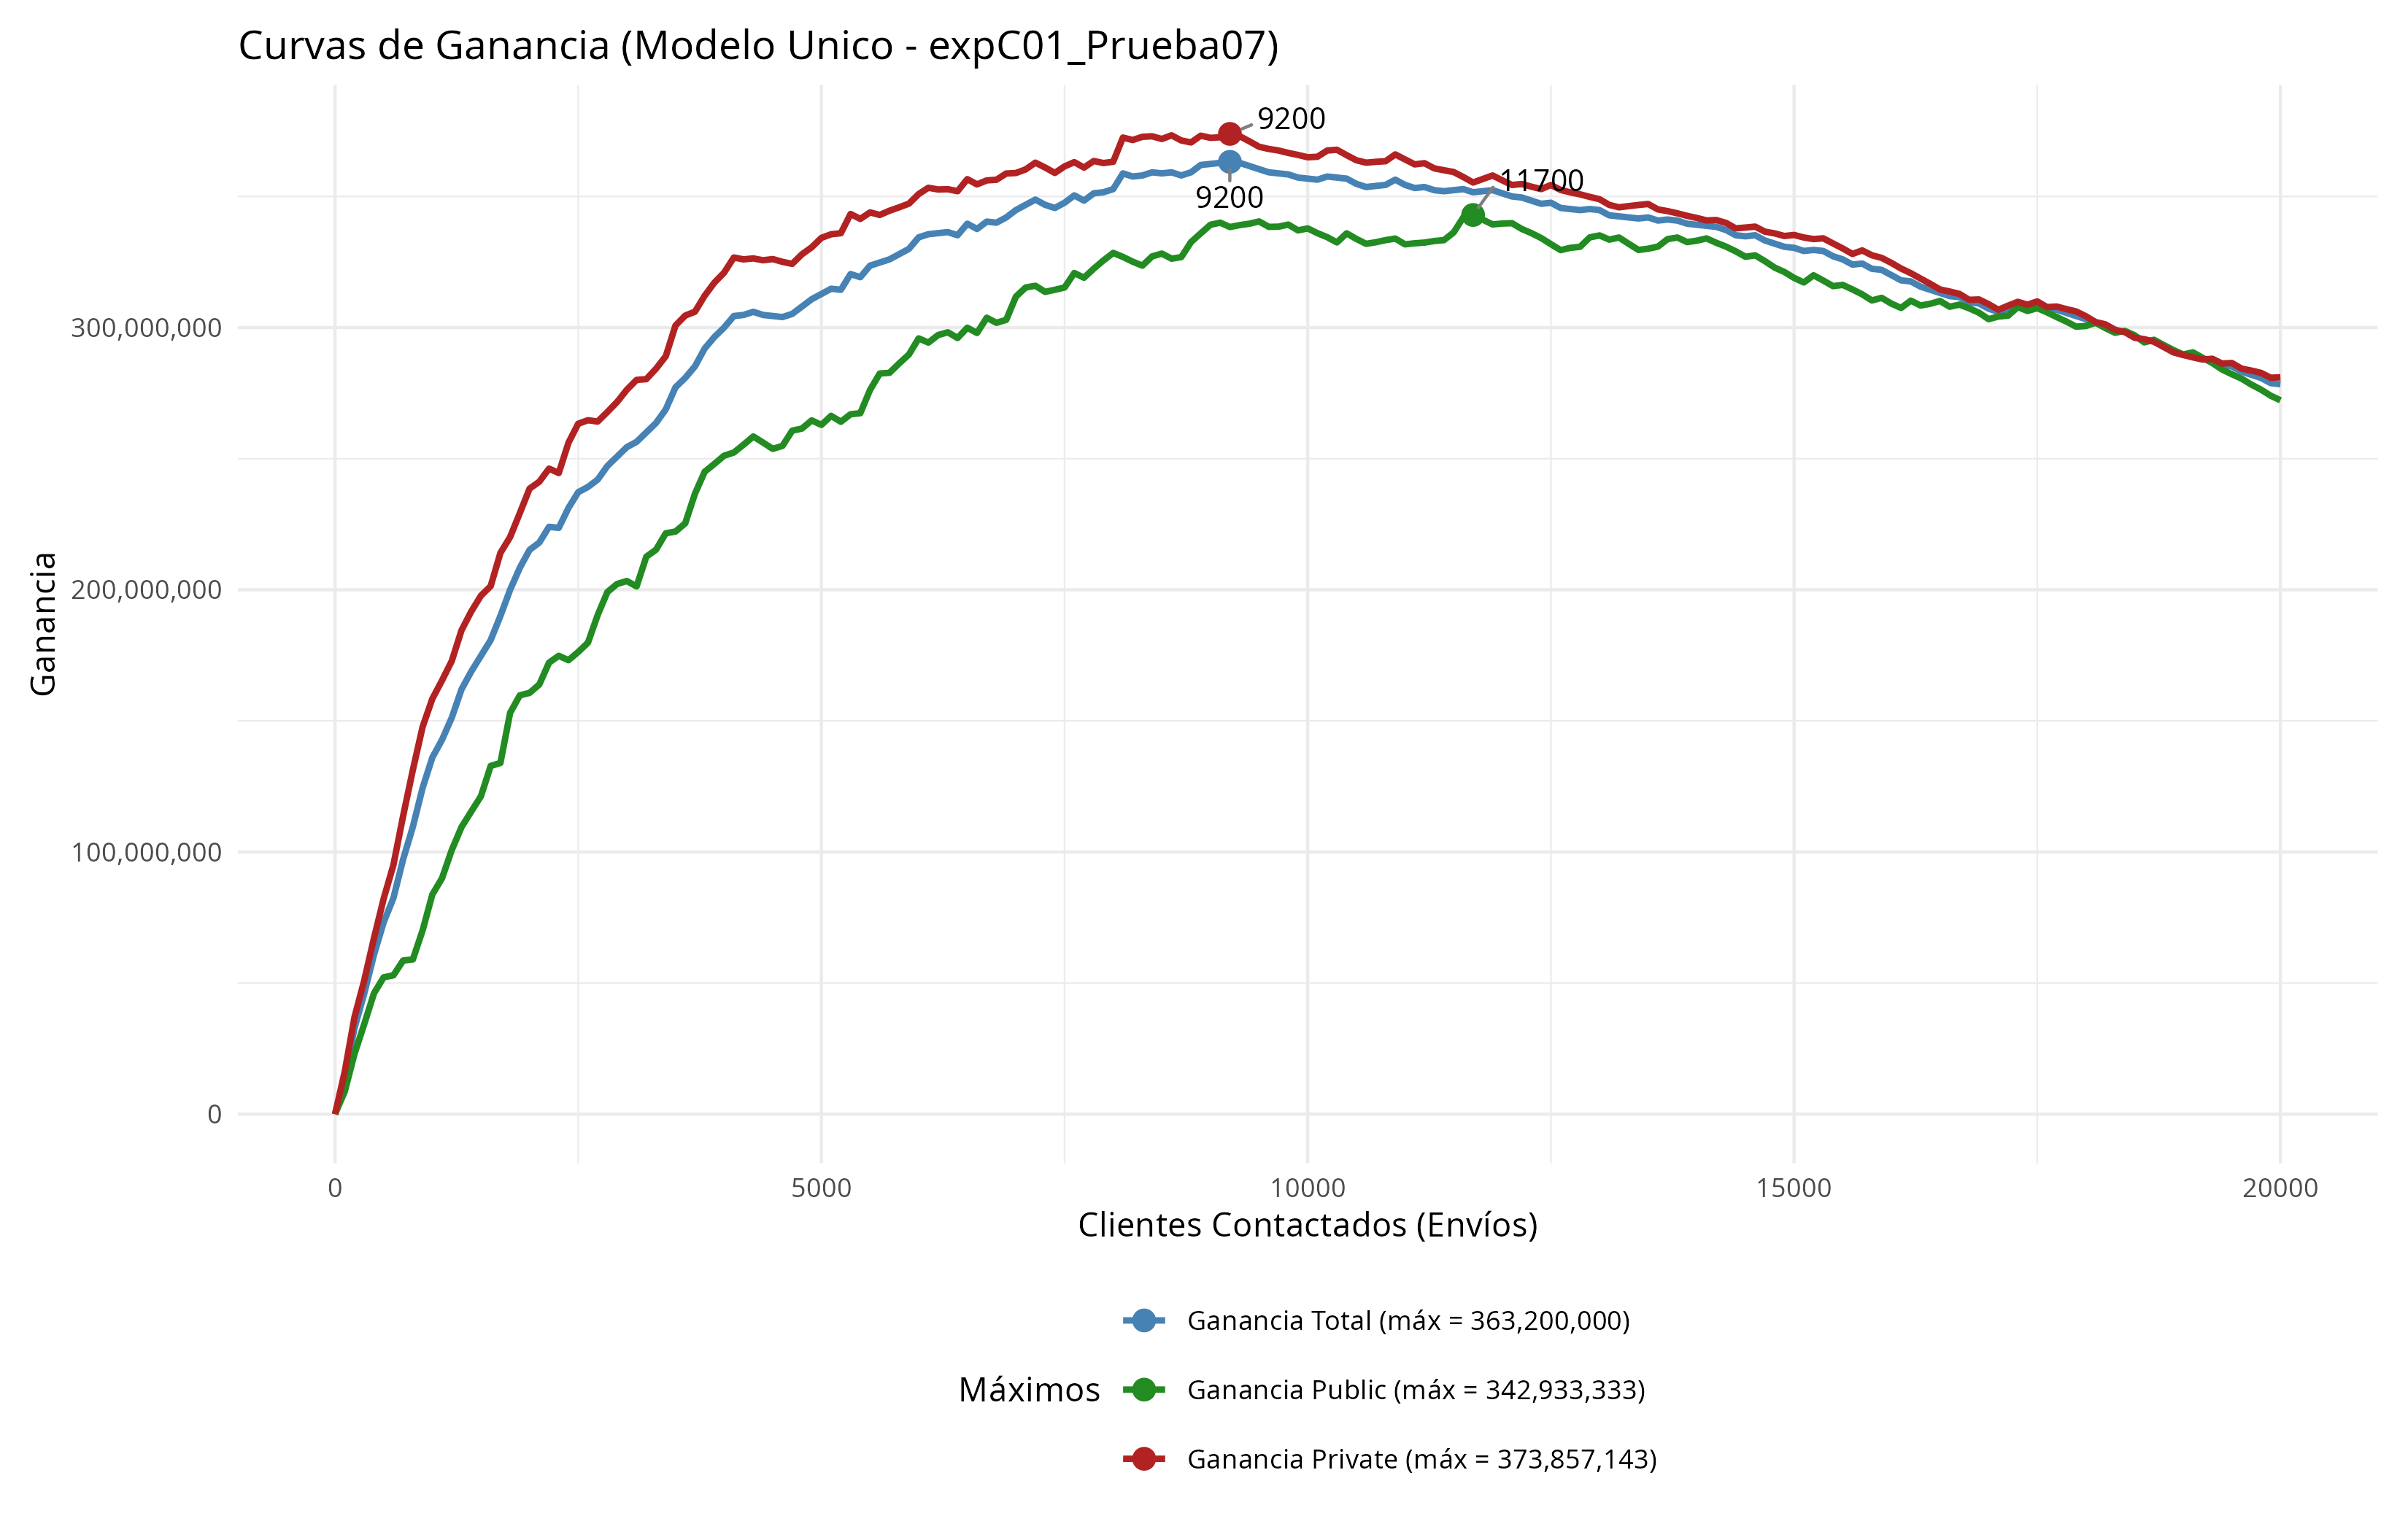 Curvas de Ganancia (Modelo Unico - expC01_Prueba07)
9200
9200
11700
Ganancia
300,000,000
200,000,000
100,000,000
0
0 5000 10000 15000 20000
Clientes Contactados (Envíos)
Máximos
Ganancia Total (máx = 363,200,000)
Ganancia Public (máx = 342,933,333)
Ganancia Private (máx = 373,857,143)